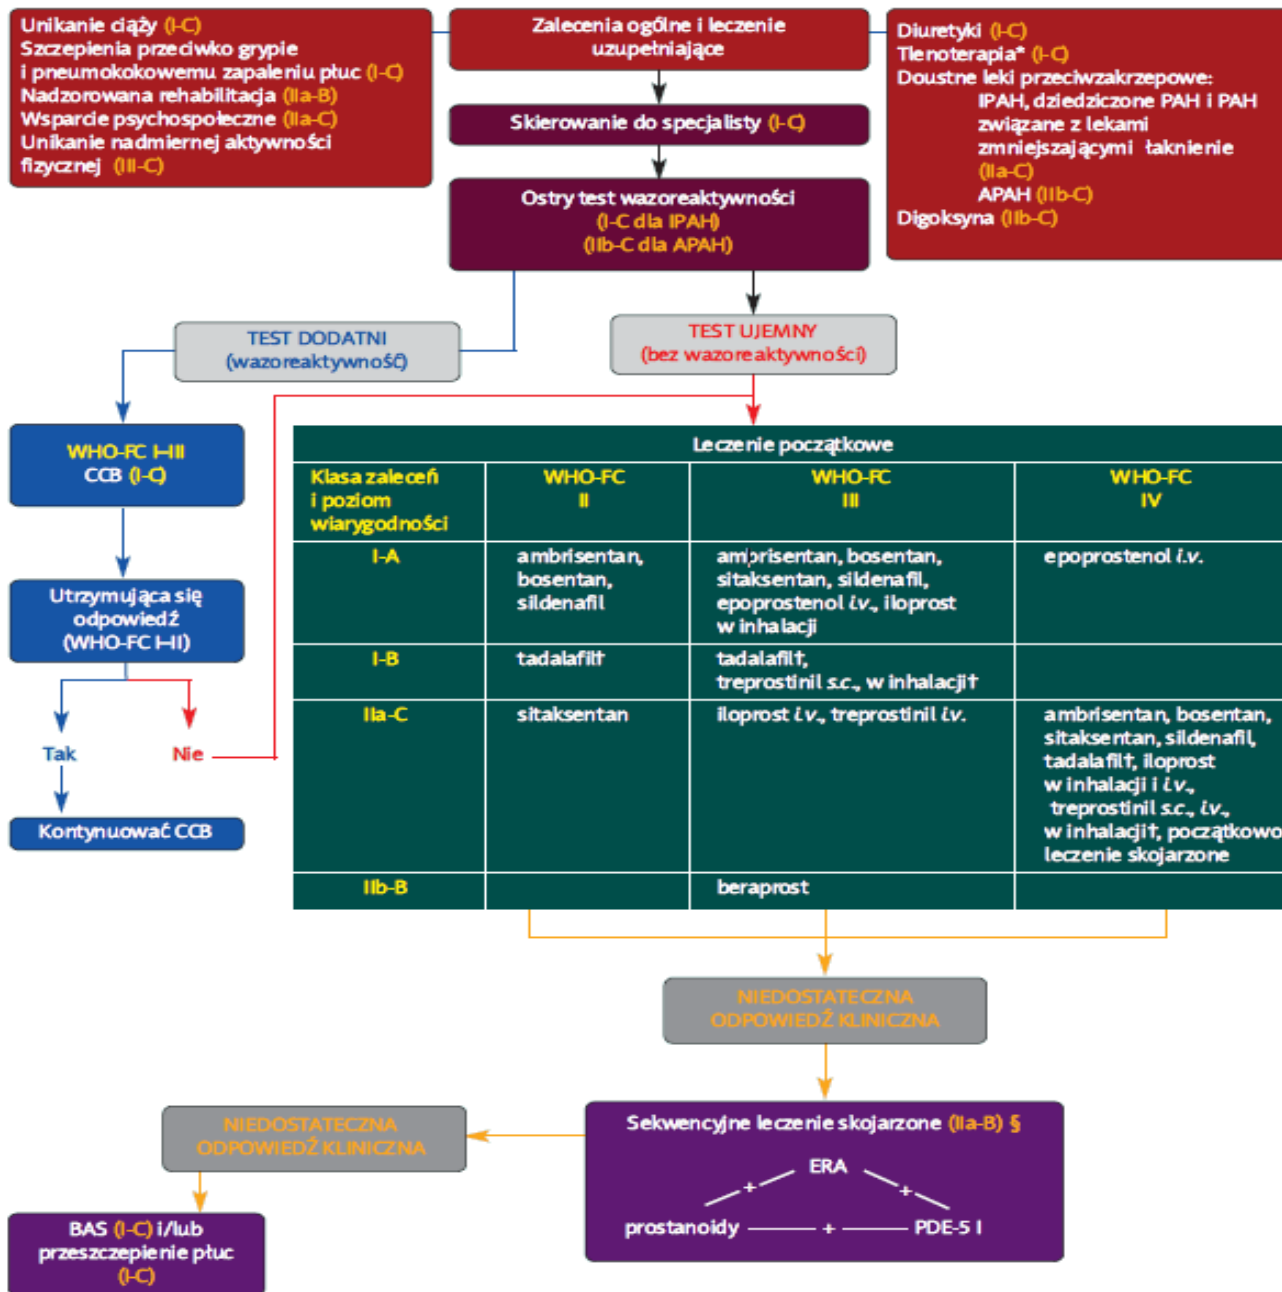 Unikanie ciąży (I-C)
Szczepienia przeciwko grypie
i pneumokokowemu zapaleniu płuc (I-C)
Nadzorowana rehabilitacja (IIa-B)
Wsparcie psychospołeczne (IIa-C)
Unikanie nadmiernej aktywności
fizycznej (III-C)
Zalecenia ogólne i leczenie
uzupełniające
Diuretyki (I-C)
Tlenoterapia* (I-C)
Doustne leki przeciwzakrzepowe:
IPAH, dziedziczone PAH i PAH
związane z lekami
zmniejszającymi łaknienie
(IIa-C)
APAH (IIb-C)
Digoksyna (IIb-C)
Skierowanie do specjalisty (I-C)
Ostry test wazoreaktywności
(I-C dla IPAH)
(IIb-C dla APAH)
TEST DODATNI
(wazoreaktywność)
TEST UJEMNY
(bez wazoreaktywności)
WHO-FC I–III
CCB (I-C)
Utrzymująca się
odpowiedź
(WHO-FC I–II)
Tak
Nie
Kontynuować CCB
Leczenie początkowe
Klasa zaleceń
i poziom
wiarygodności
WHO-FC
II
WHO-FC
III
WHO-FC
IV
I-A
ambrisentan,
bosentan,
sildenafil
ambrisentan, bosentan,
sitaksentan, sildenafil,
epoprostenol i.v., iloprost
w inhalacji
epoprostenol i.v.
I-B
tadalafil†
tadalafil†,
treprostinil s.c., w inhalacji†
IIa-C
sitaksentan
iloprost i.v., treprostinil i.v.
ambrisentan, bosentan,
sitaksentan, sildenafil,
tadalafil†, iloprost
w inhalacji i i.v.,
treprostinil s.c., i.v.,
w inhalacji†, początkowo
leczenie skojarzone
IIb-B
beraprost
NIEDOSTATECZNA
ODPOWIEDŹ KLINICZNA
Sekwencyjne leczenie skojarzone (IIa-B) §
ERA
+ +
prostanoidy + PDE-5 I
NIEDOSTATECZNA
ODPOWIEDŹ KLINICZNA
BAS (I-C) i/lub
przeszczepienie płuc
(I-C)